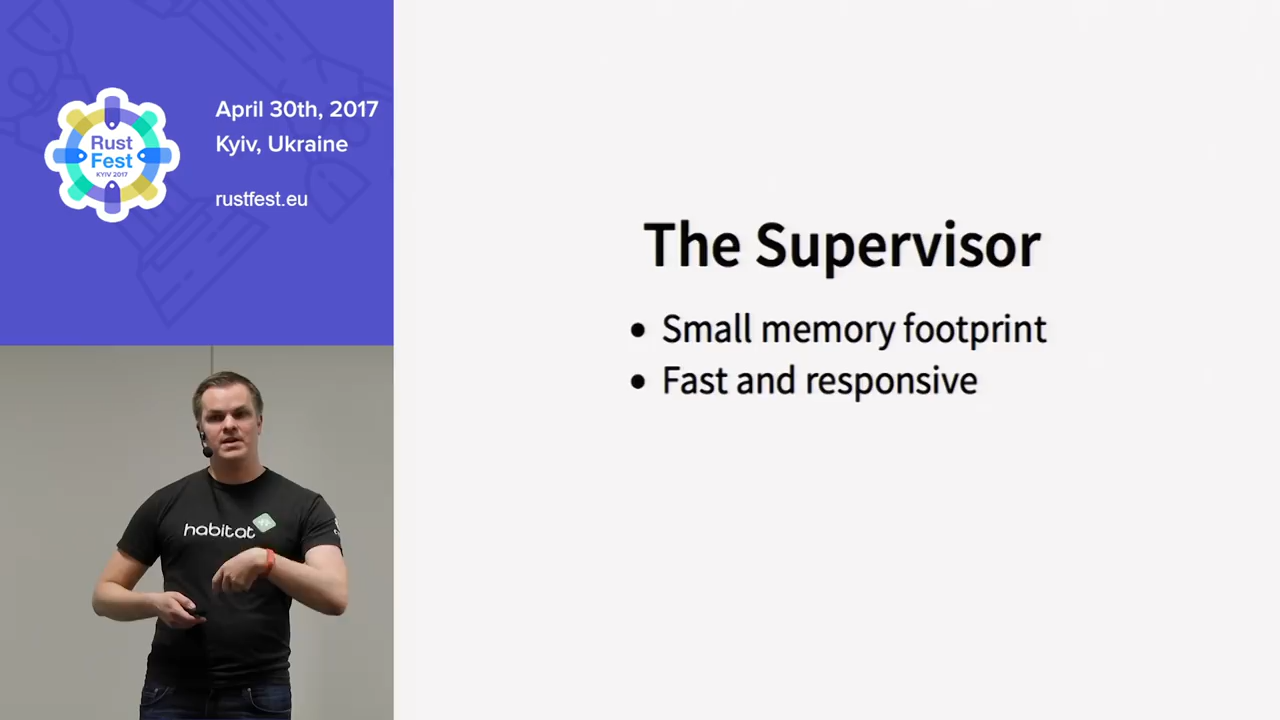 April 30th, 2017
Kyiv, Ukraine
rustfest.eu
Rust
Fest
KYIV 2017
The Supervisor
• Small memory footprint
• Fast and responsive
habitat